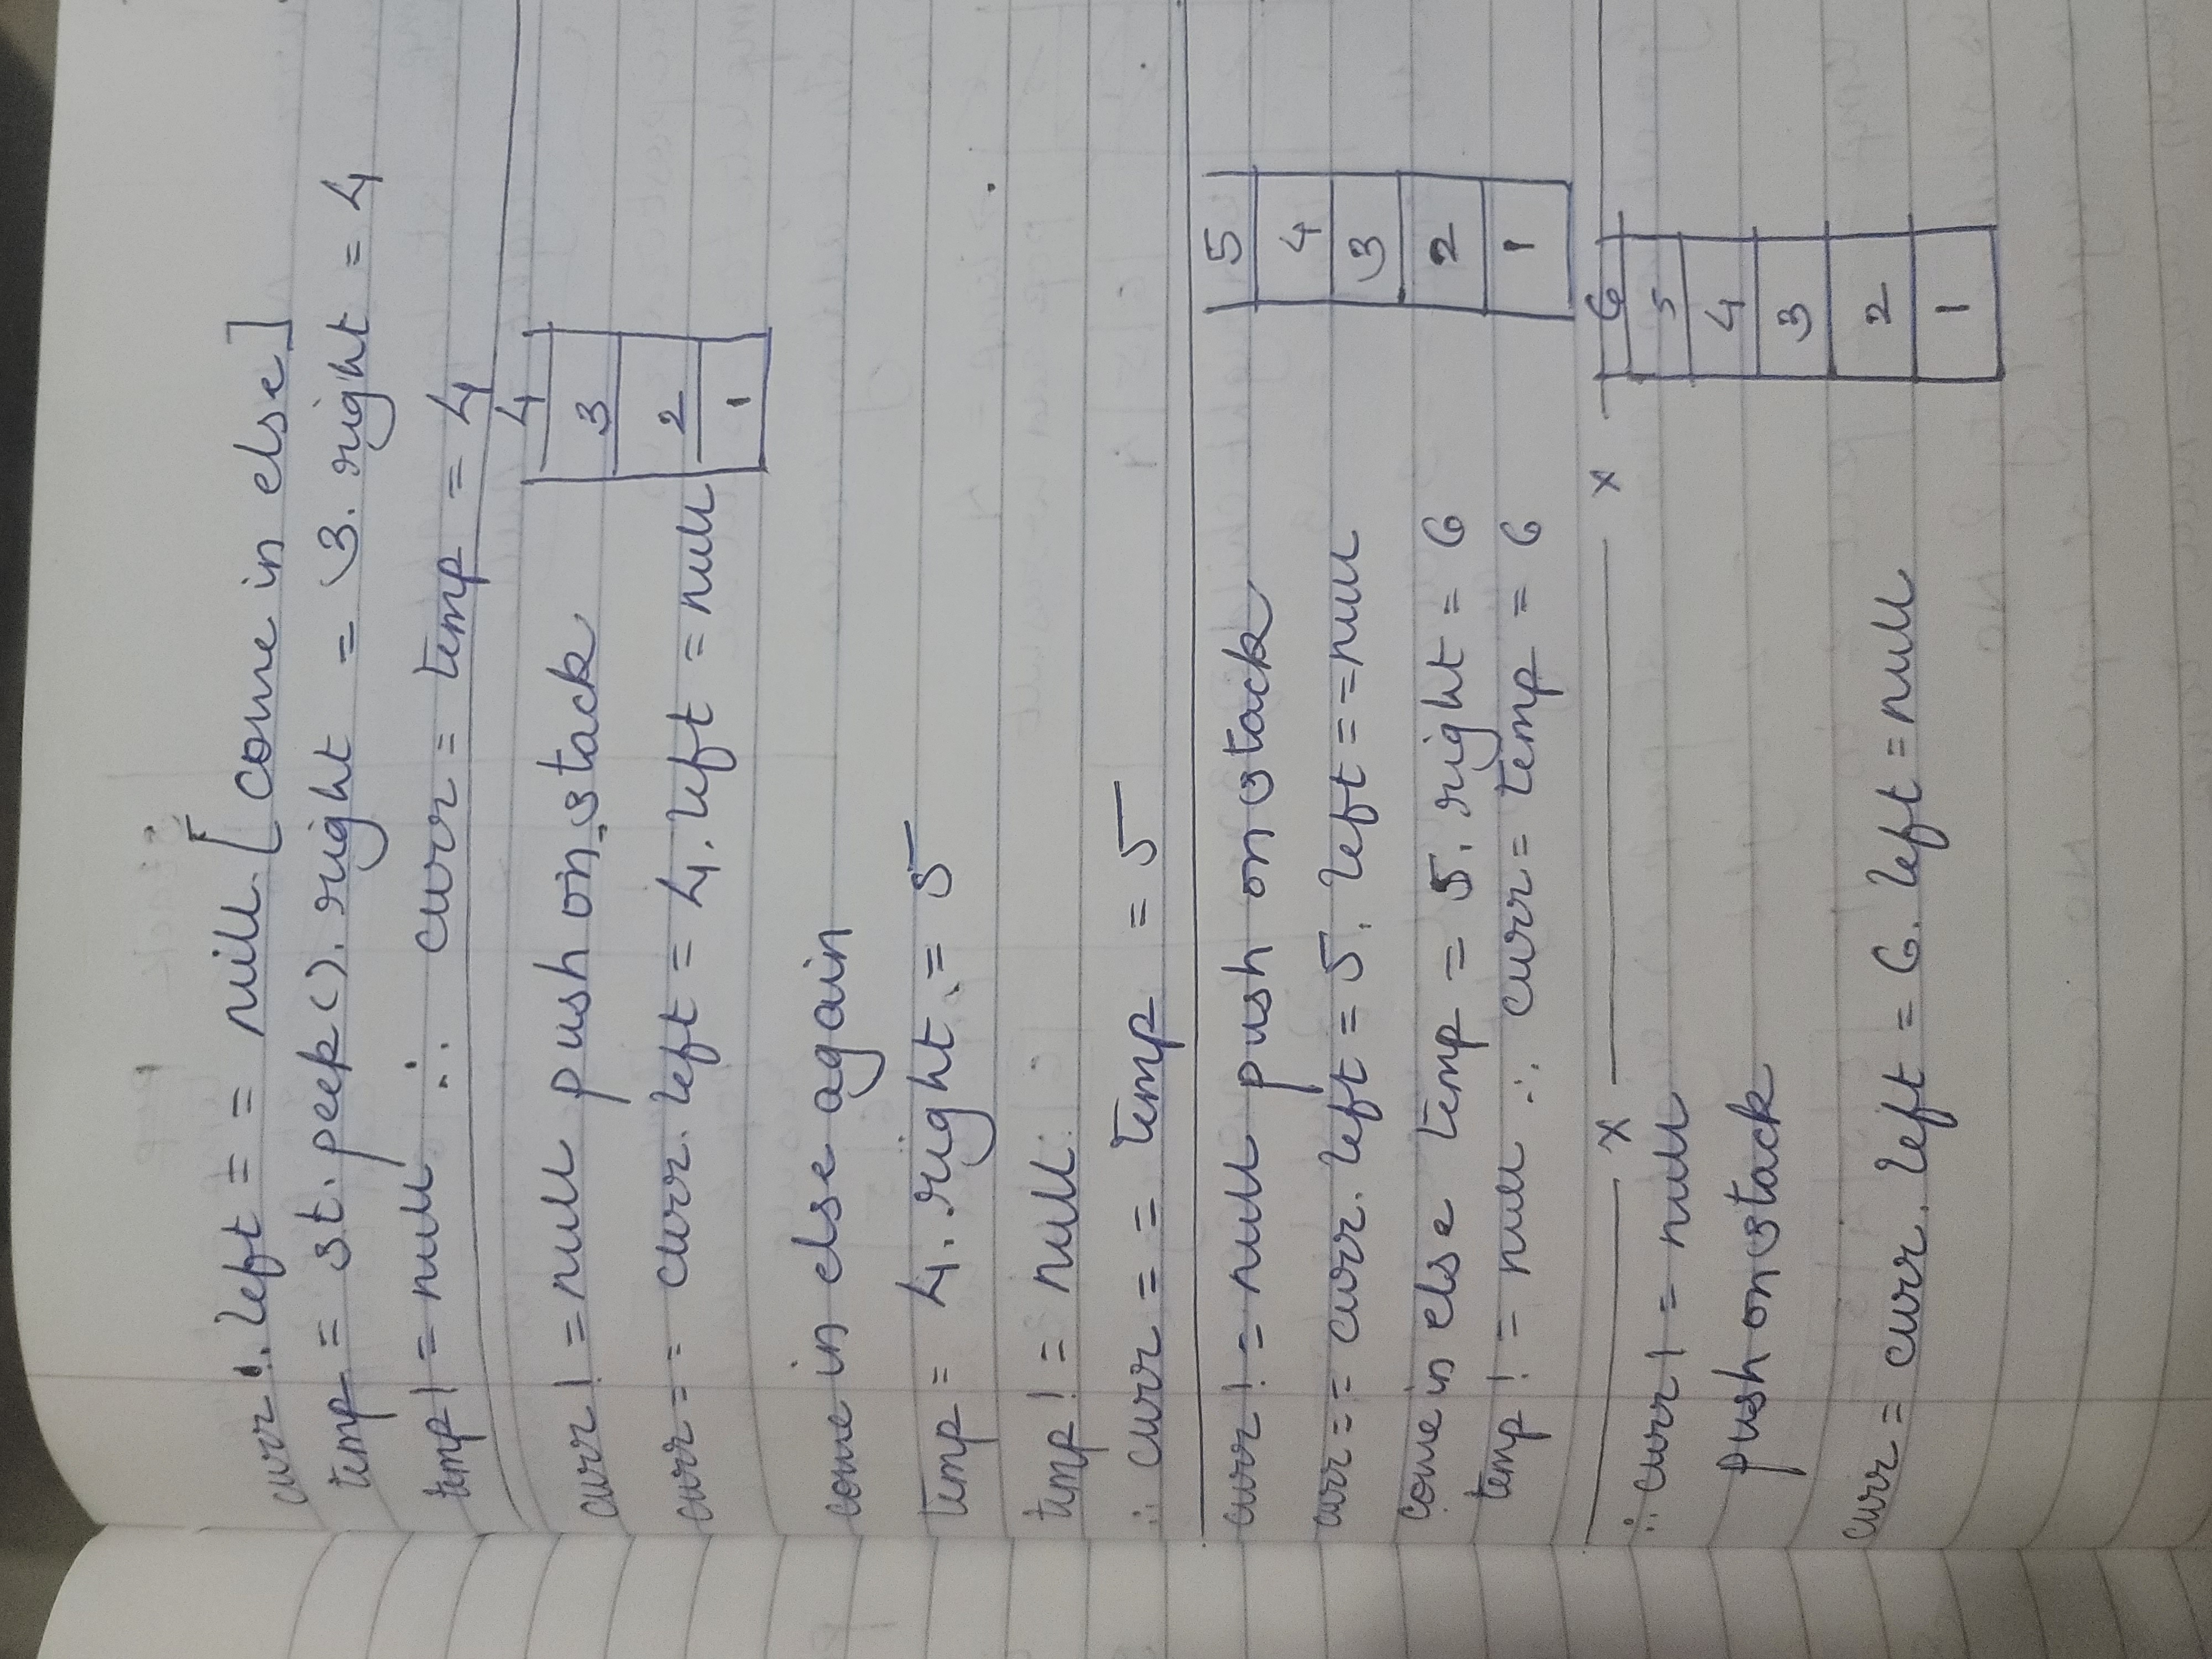 curr!. left = = null. [come in else]
temp = st. peek(). right = 3. right = 4
temp! = null ∴ curr = temp = 4
curr! = null push on stack
4
3
2
1
curr = = curr. left = 4. left = null
come in else again
temp = 4. right = 5
temp! = null
∴ curr = = temp = 5
curr! = null push on stack
5
4
3
2
1
curr = = curr. left = 5. left = = null
come in else temp = 5. right = 6
temp! = null ∴ curr = temp = 6
x x
∴ curr! = null
push on stack
6
5
4
3
2
1
curr = curr. left = 6. left = null